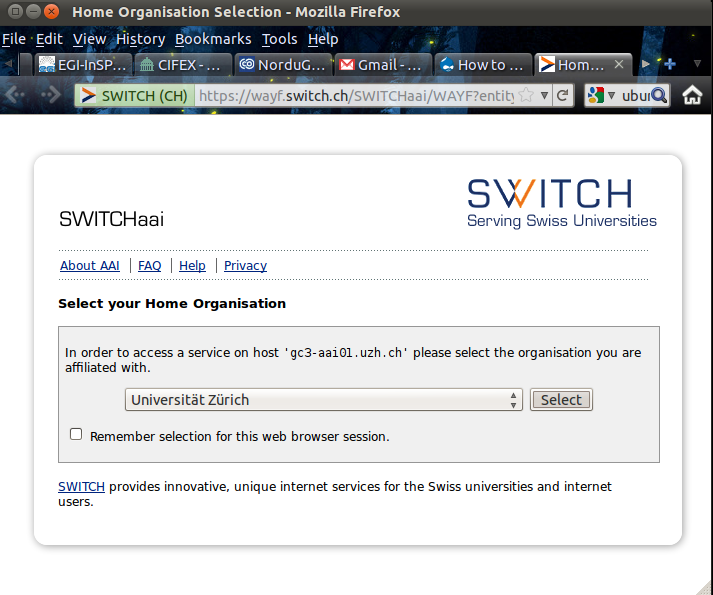 Home Organisation Selection - Mozilla Firefox
File Edit View History Bookmarks Tools Help
EGI-InSP... CIFEX - ... NorduG... Gmail - ... How to ... Hom...
SWITCH (CH) https://wayf.switch.ch/SWITCHaai/WAYF?entity ubu
SWITCH
SWITCHaai
Serving Swiss Universities
About AAI FAQ Help Privacy
Select your Home Organisation
In order to access a service on host 'gc3-aai01.uzh.ch' please select the organisation you are
affiliated with.
Universität Zürich Select
Remember selection for this web browser session.
SWITCH provides innovative, unique internet services for the Swiss universities and internet
users.